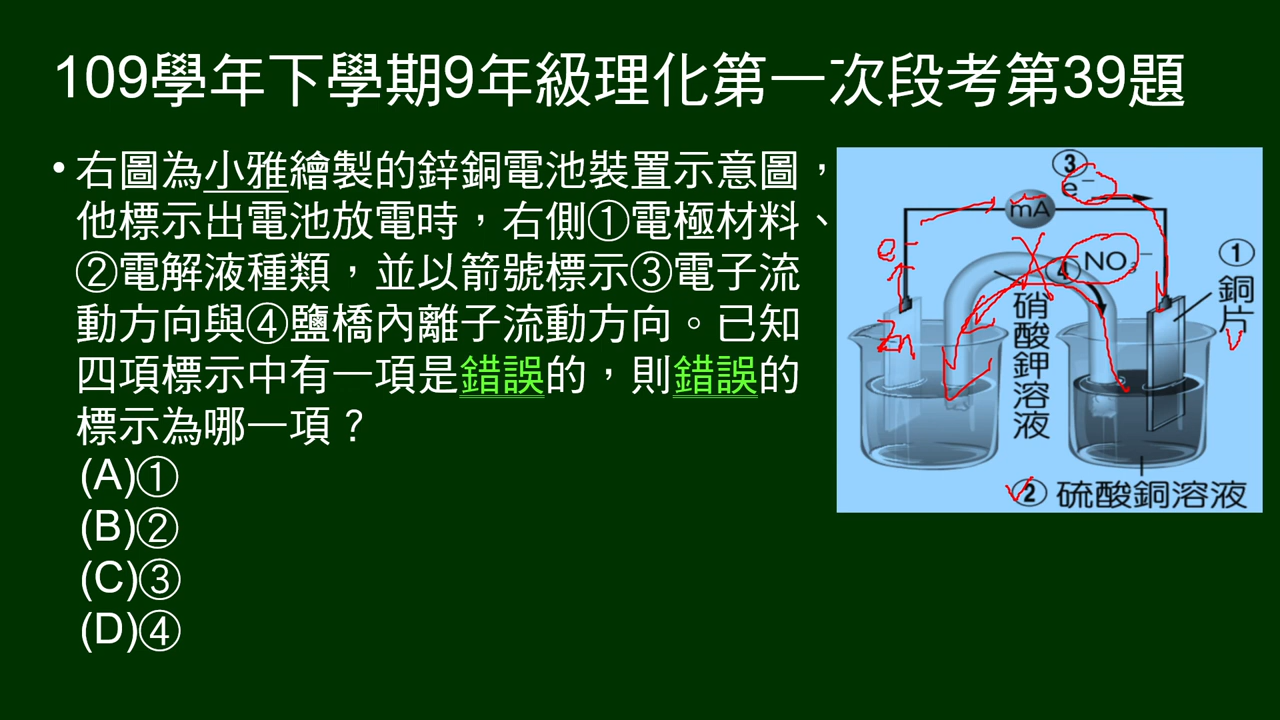 109學年下學期9年級理化第一次段考第39題
• 右圖為小雅繪製的鋅銅電池裝置示意圖，
他標示出電池放電時，右側①電極材料、
②電解液種類，並以箭號標示③電子流
動方向與④鹽橋內離子流動方向。已知
四項標示中有一項是錯誤的，則錯誤的
標示為哪一項？
(A)①
(B)②
(C)③
(D)④
③
e⁻
mA
e⁻
④ NO₃⁻
①
銅片
Zn
硝酸鉀溶液
② 硫酸銅溶液